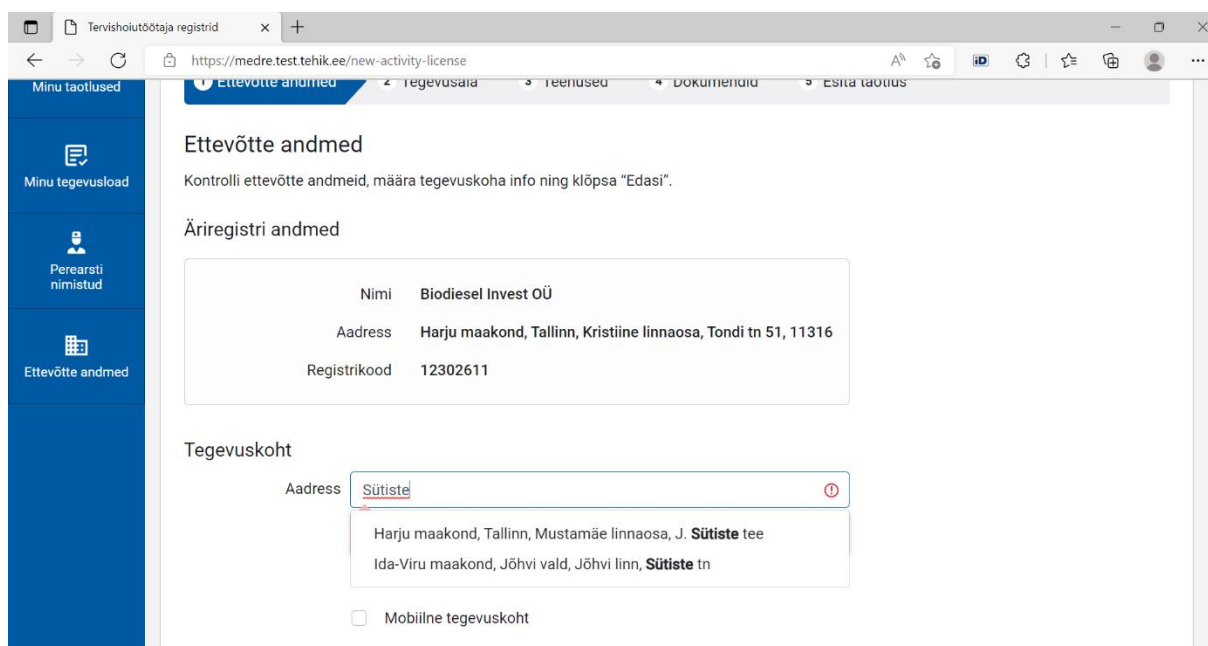 Tervishoiutöötaja registrid
https://medre.test.tehik.ee/new-activity-license
Minu taotlused
1 Ettevõtte andmed 2 Tegevusala 3 Teenused 4 Dokumendid 5 Esita taotlus
Ettevõtte andmed
Minu tegevusload
Kontrolli ettevõtte andmeid, määra tegevuskoha info ning klõpsa “Edasi”.
Äriregistri andmed
Perearsti
nimistud
Nimi Biodiesel Invest OÜ
Aadress Harju maakond, Tallinn, Kristiine linnaosa, Tondi tn 51, 11316
Ettevõtte andmed
Registrikood 12302611
Tegevuskoht
Aadress Sütiste
Harju maakond, Tallinn, Mustamäe linnaosa, J. Sütiste tee
Ida-Viru maakond, Jõhvi vald, Jõhvi linn, Sütiste tn
Mobiilne tegevuskoht